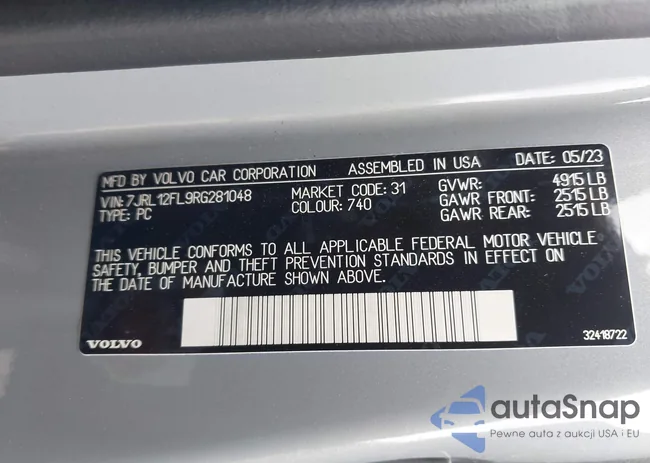 MFD BY VOLVO CAR CORPORATION ASSEMBLED IN USA DATE: 05/23
VIN: 7JRL12FL9RG281048 MARKET CODE: 31 GVWR: 4915 LB
TYPE: PC COLOUR: 740 GAWR FRONT: 2515 LB
GAWR REAR: 2515 LB
THIS VEHICLE CONFORMS TO ALL APPLICABLE FEDERAL MOTOR VEHICLE
SAFETY, BUMPER AND THEFT PREVENTION STANDARDS IN EFFECT ON
THE DATE OF MANUFACTURE SHOWN ABOVE.
VOLVO 32418722
autaSnap
Pewne auta z aukcji USA i EU